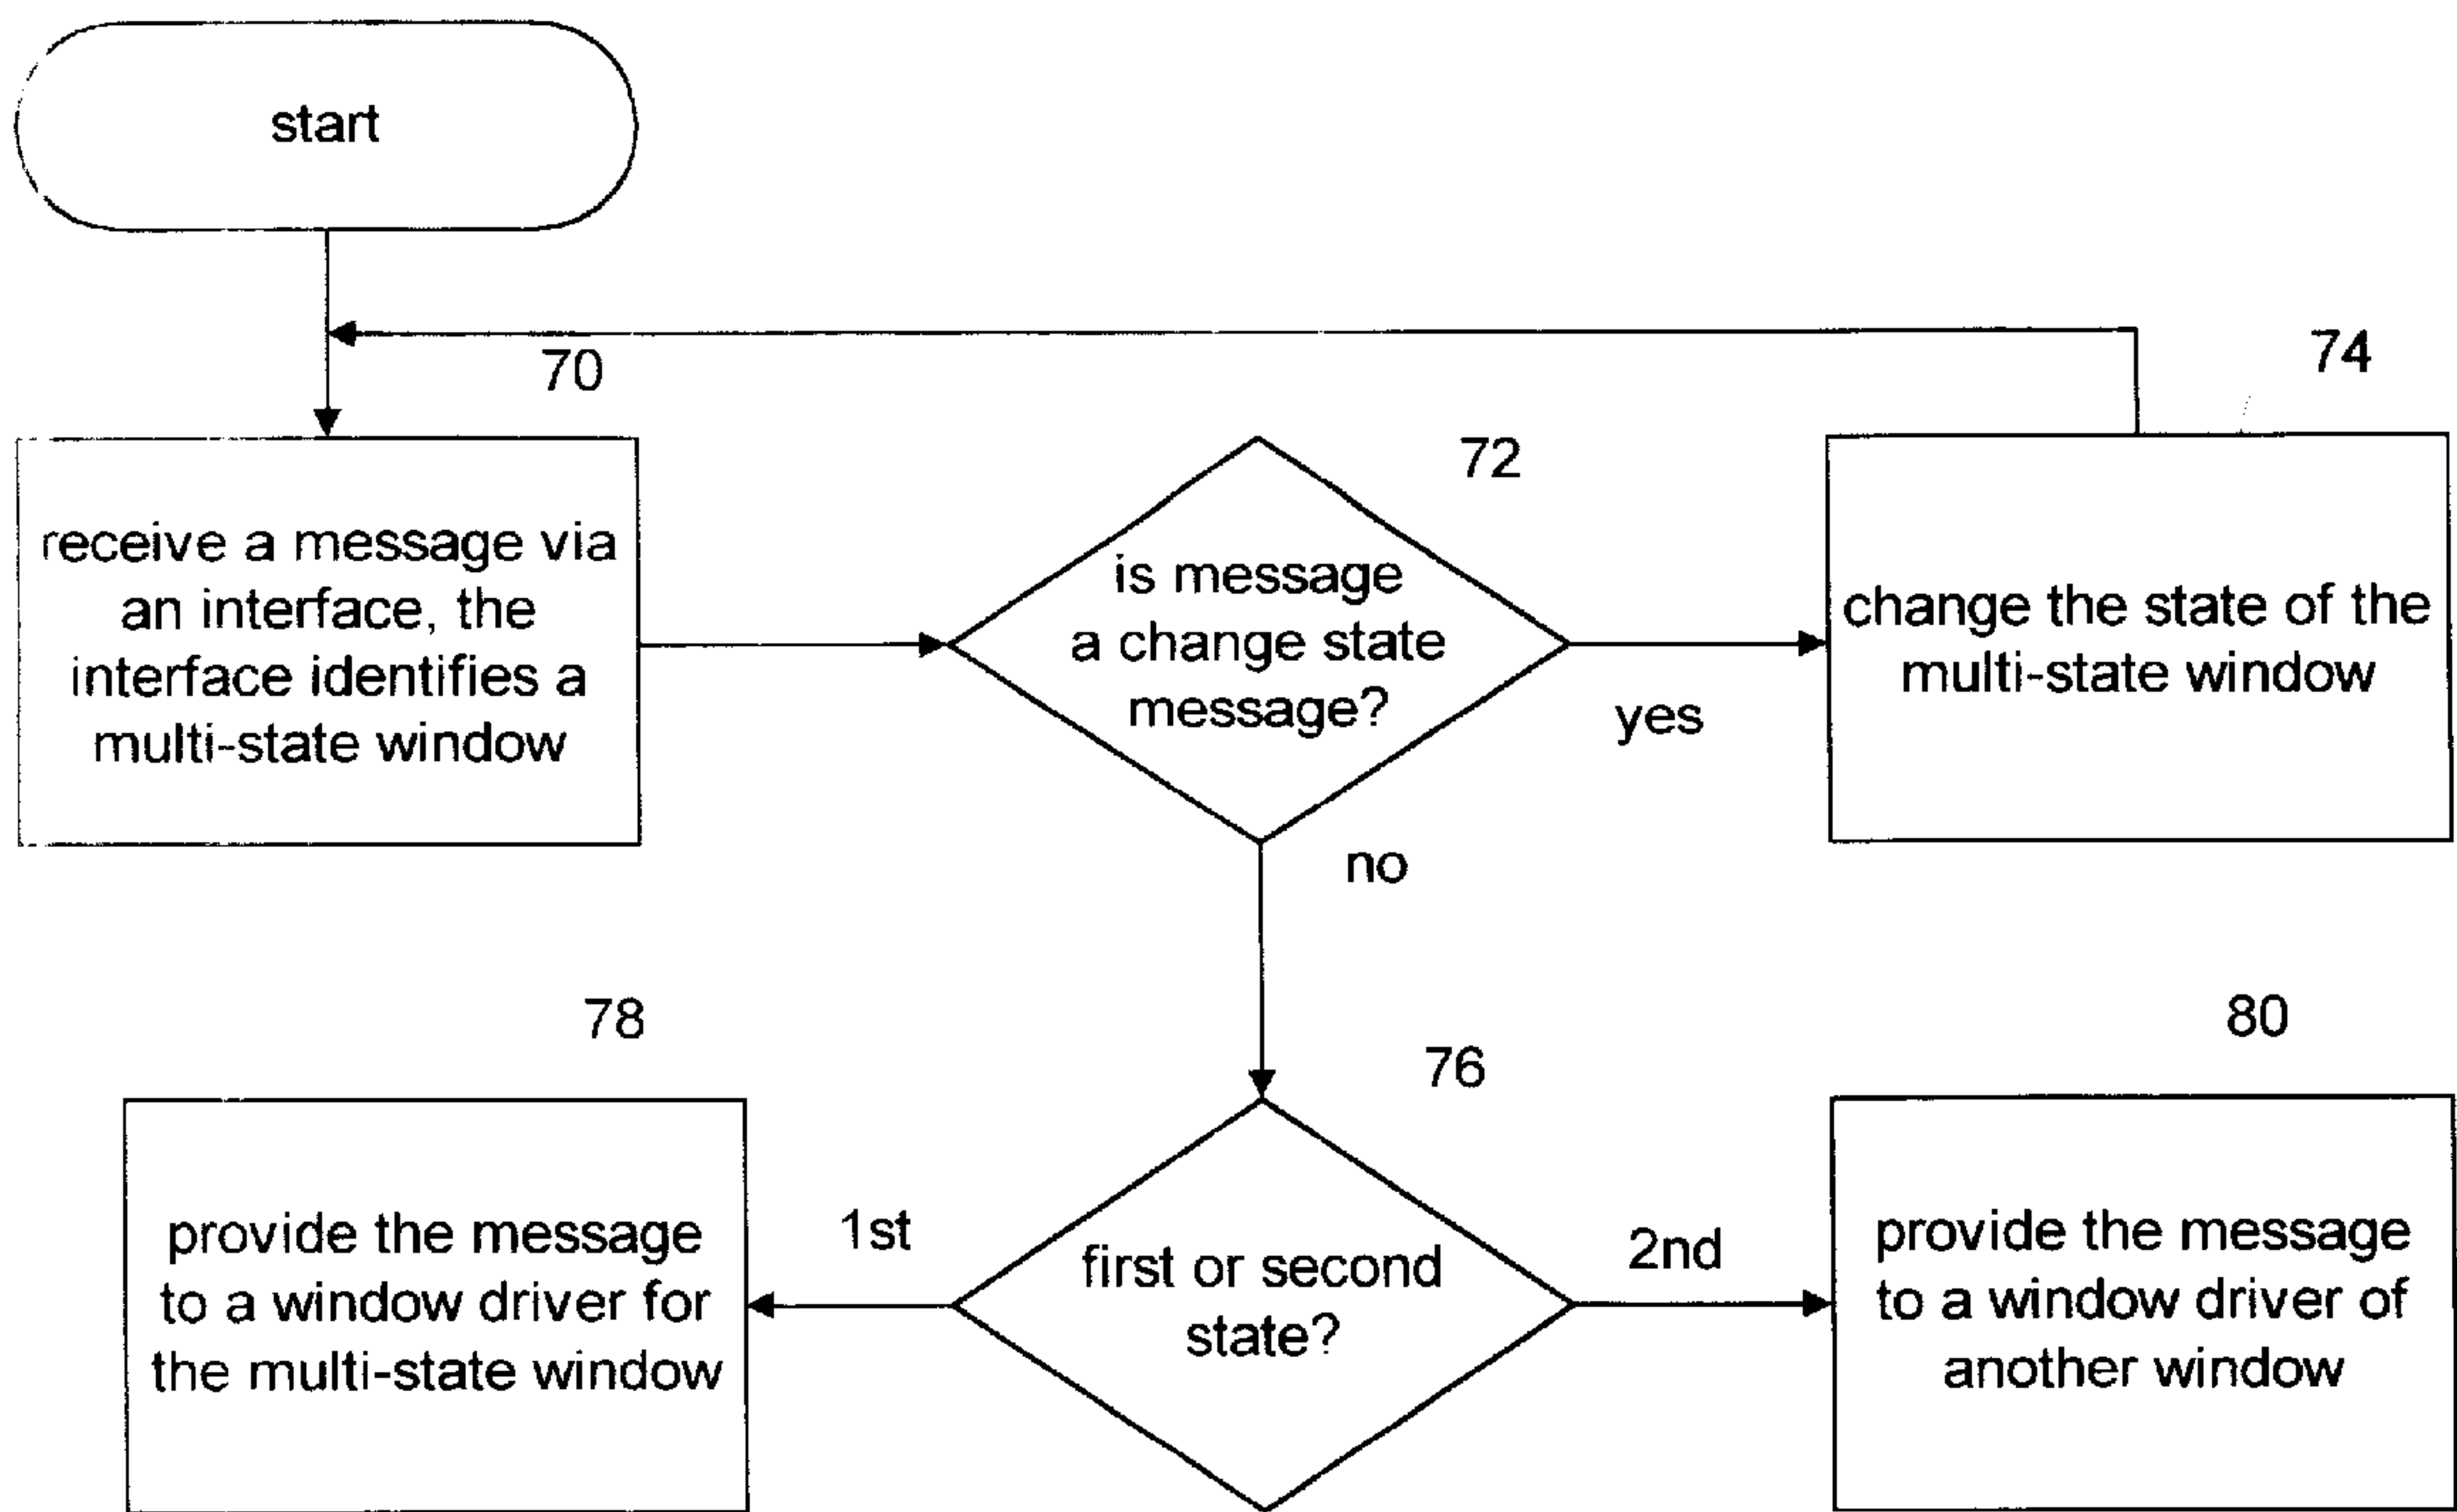 start
70
receive a message via
an interface, the
interface identifies a
multi-state window
72
is message
a change state
message?
yes
no
74
change the state of the
multi-state window
76
first or second
state?
1st
2nd
78
provide the message
to a window driver for
the multi-state window
80
provide the message
to a window driver of
another window